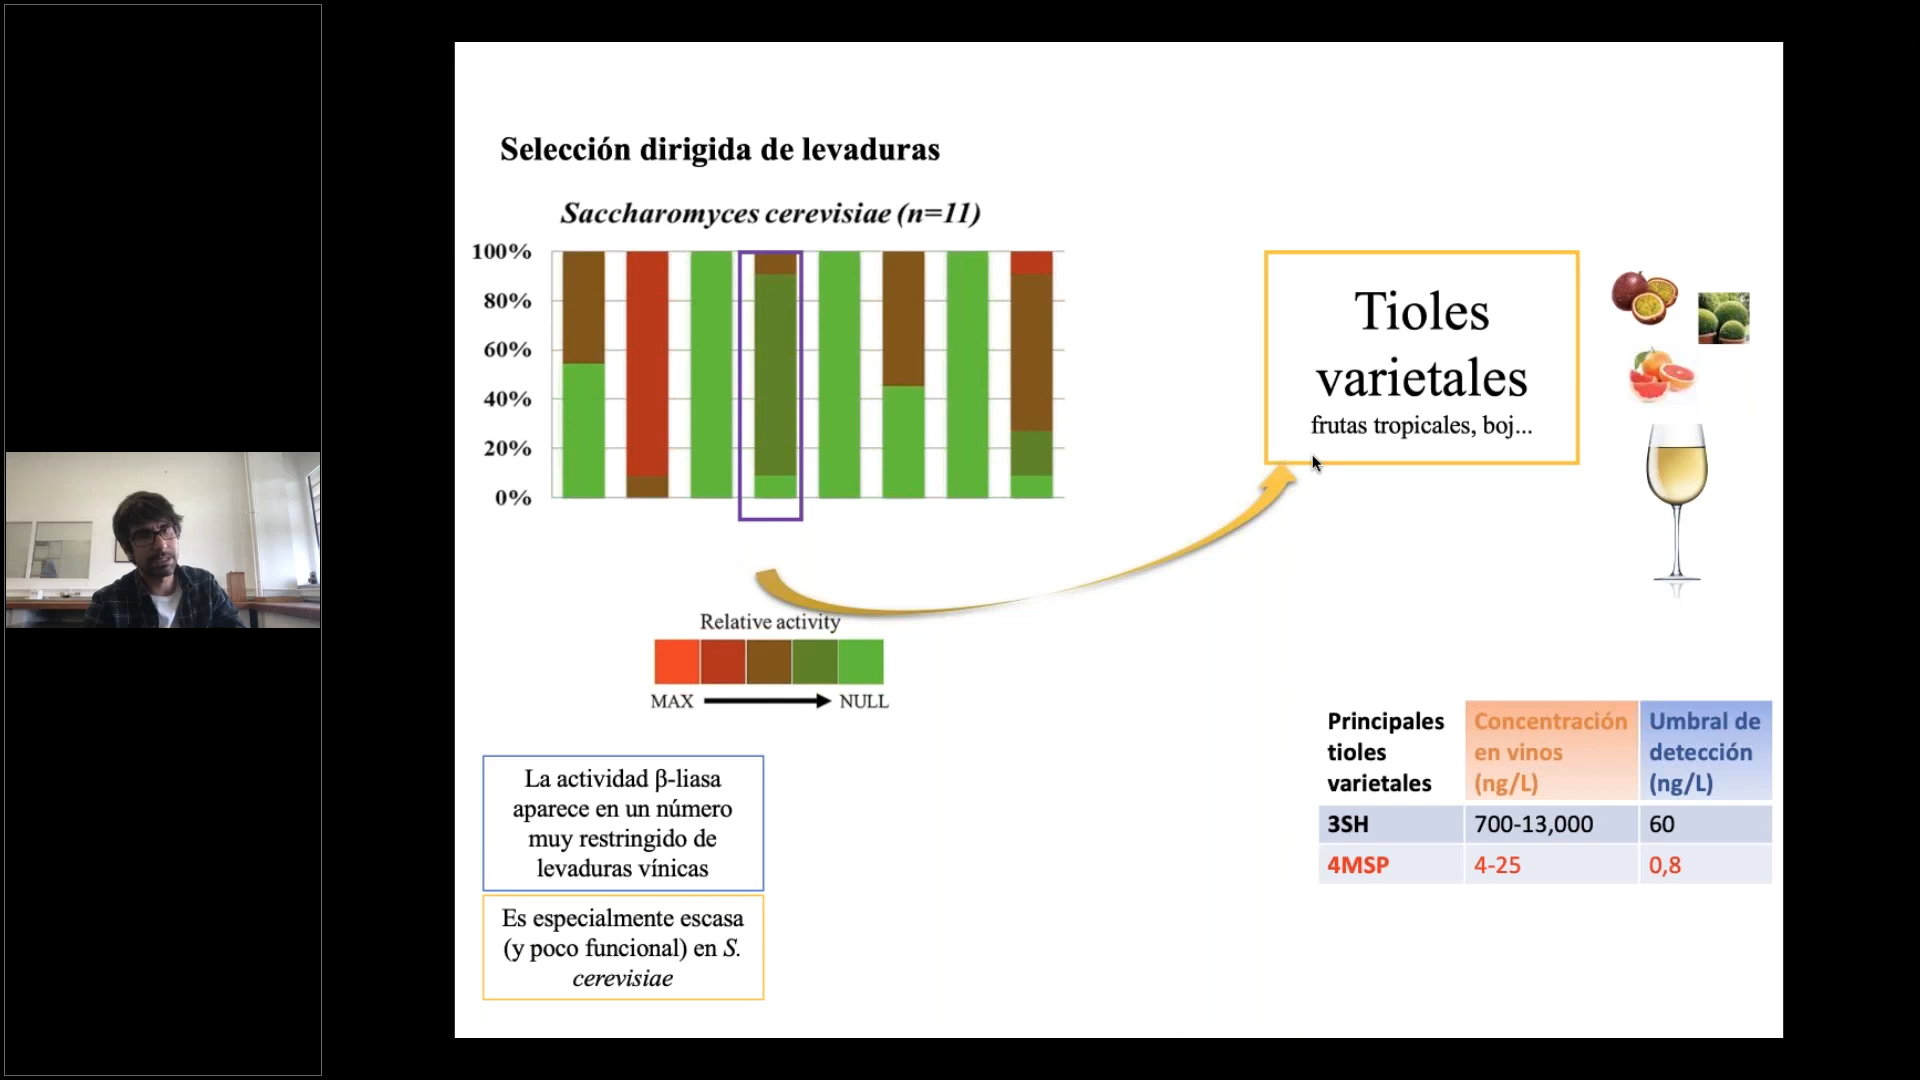 Selección dirigida de levaduras
Saccharomyces cerevisiae (n=11)
100%
80%
60%
40%
20%
0%
Relative activity
MAX
NULL
La actividad β-liasa
aparece en un número
muy restringido de
levaduras vínicas
Es especialmente escasa
(y poco funcional) en S.
cerevisiae
Tioles
varietales
frutas tropicales, boj...
Principales
tioles
varietales
Concentración
en vinos
(ng/L)
Umbral de
detección
(ng/L)
3SH 700-13,000 60
4MSP 4-25 0,8